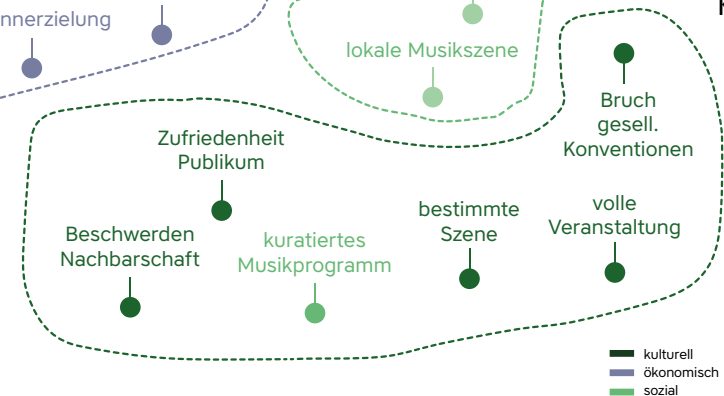 nnerzielung
lokale Musikszene
Bruch
gesell.
Konventionen
Zufriedenheit
Publikum
bestimmte
Szene
volle
Veranstaltung
Beschwerden
Nachbarschaft
kuratiertes
Musikprogramm
kulturell
ökonomisch
sozial